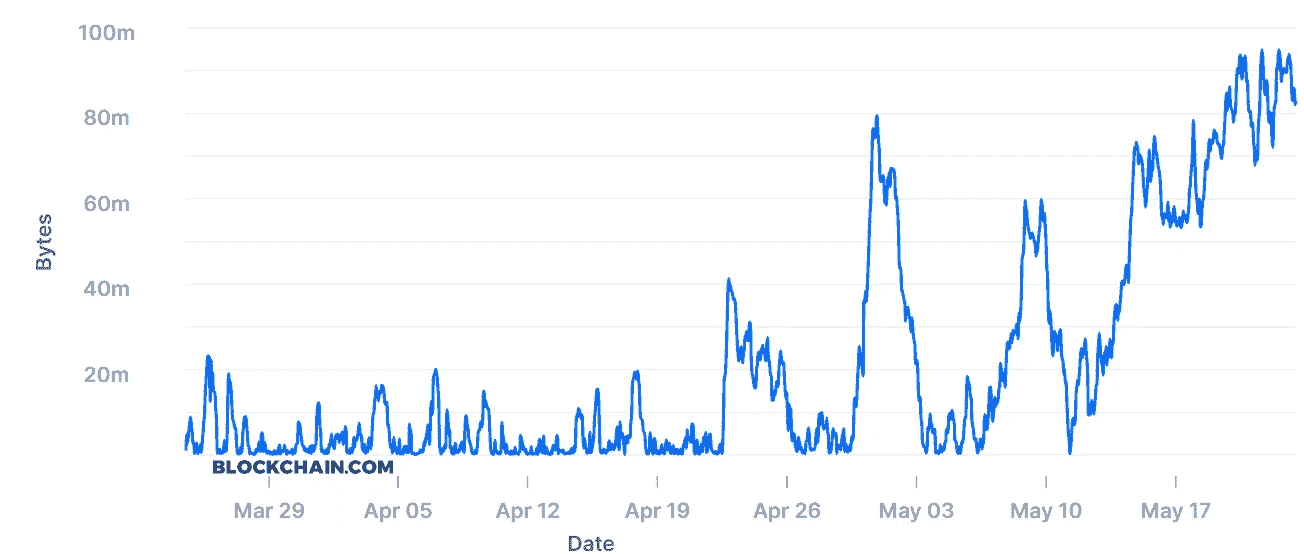 100m
80m
60m
40m
20m
Bytes
BLOCKCHAIN.COM
Mar 29 Apr 05 Apr 12 Apr 19 Apr 26 May 03 May 10 May 17
Date